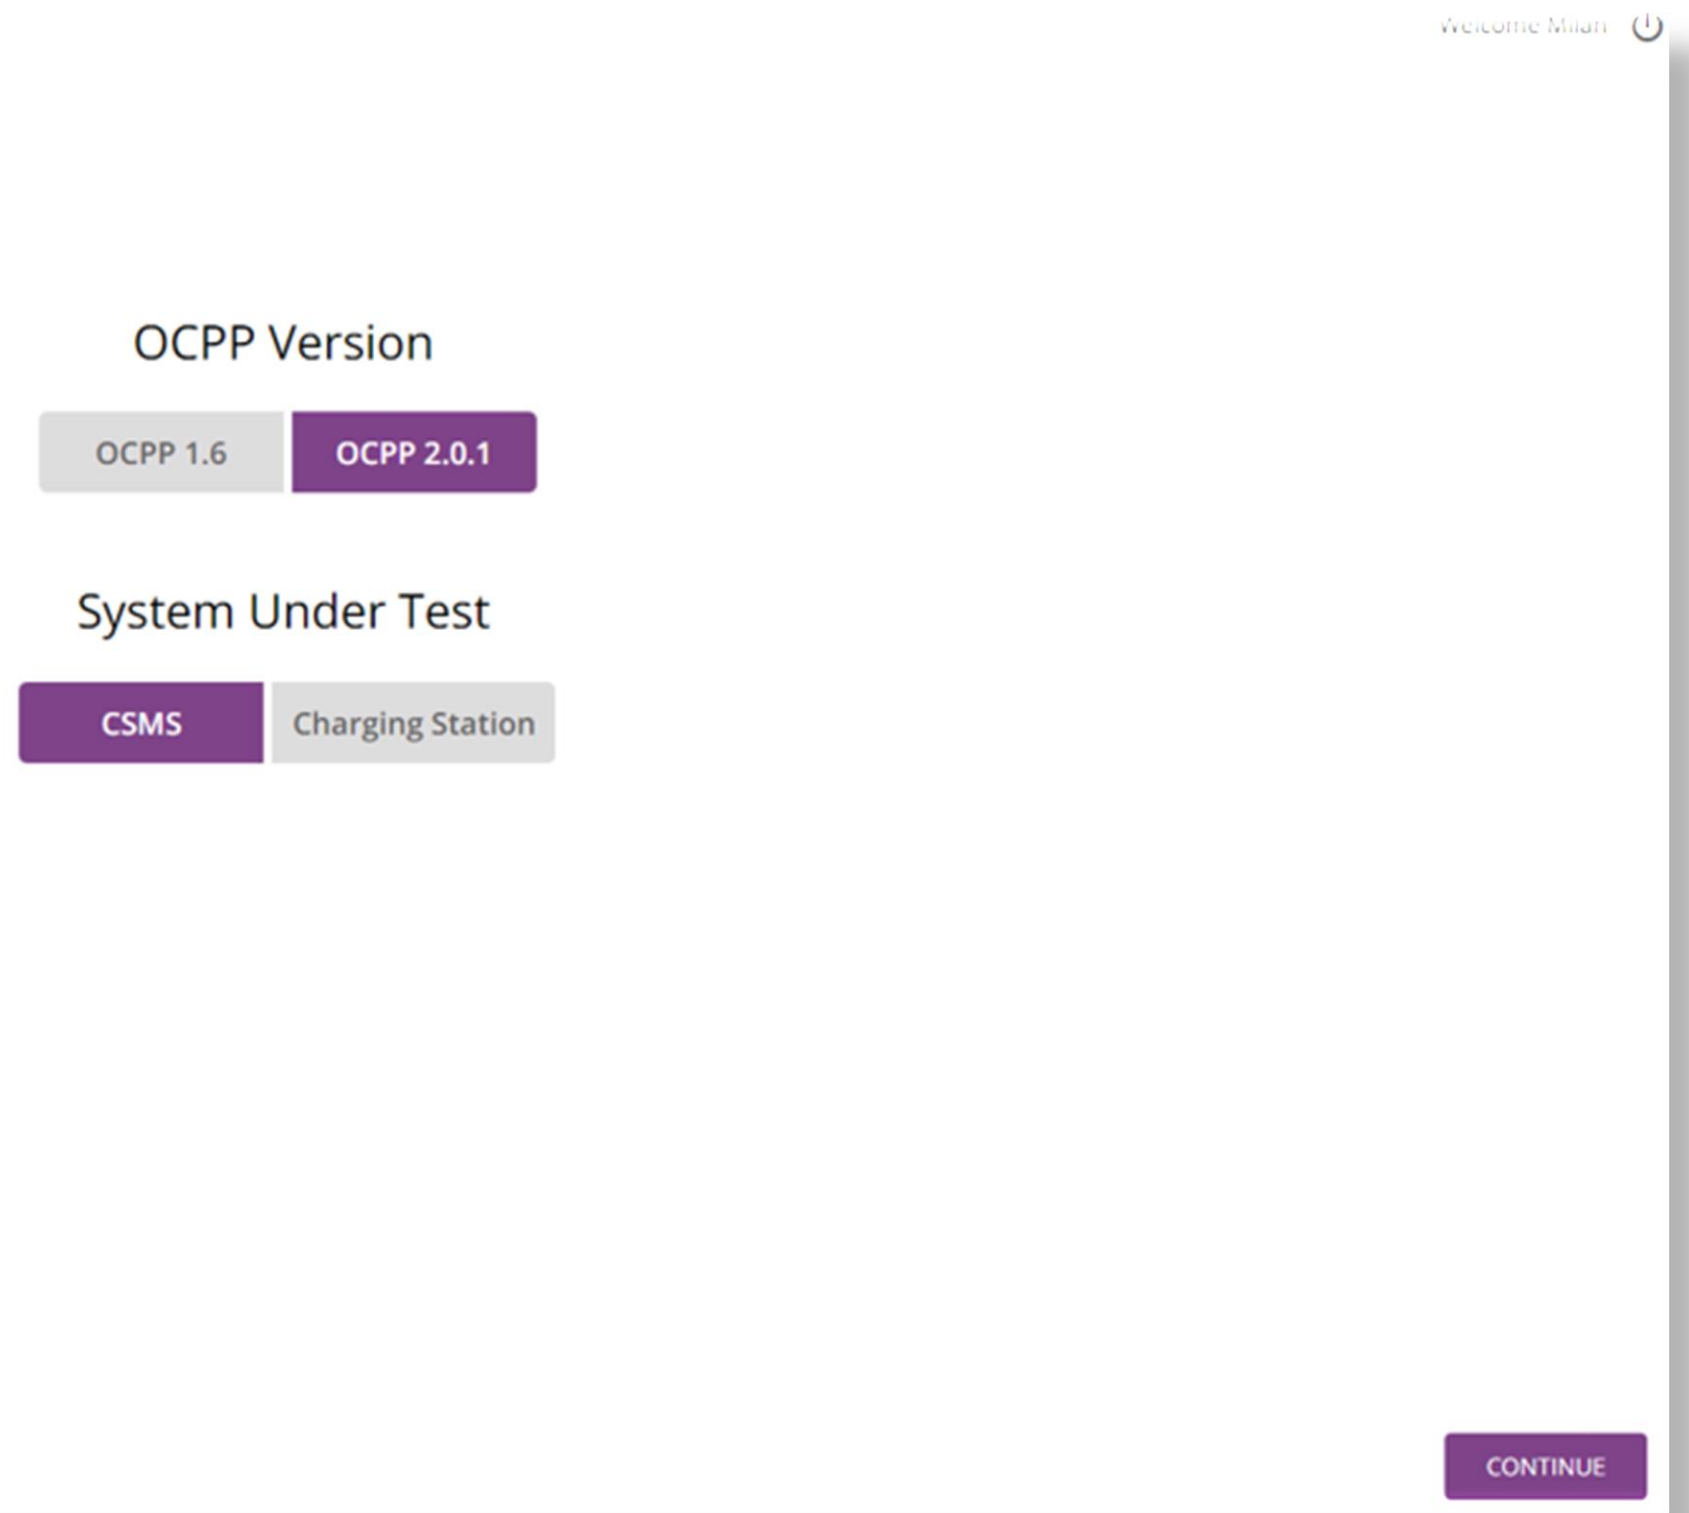 Welcome Milan
OCPP Version
OCPP 1.6 OCPP 2.0.1
System Under Test
CSMS Charging Station
CONTINUE